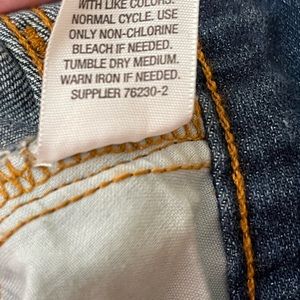 WITH LIKE COLORS.
NORMAL CYCLE. USE
ONLY NON-CHLORINE
BLEACH IF NEEDED.
TUMBLE DRY MEDIUM.
WARM IRON IF NEEDED.
SUPPLIER 76230-2